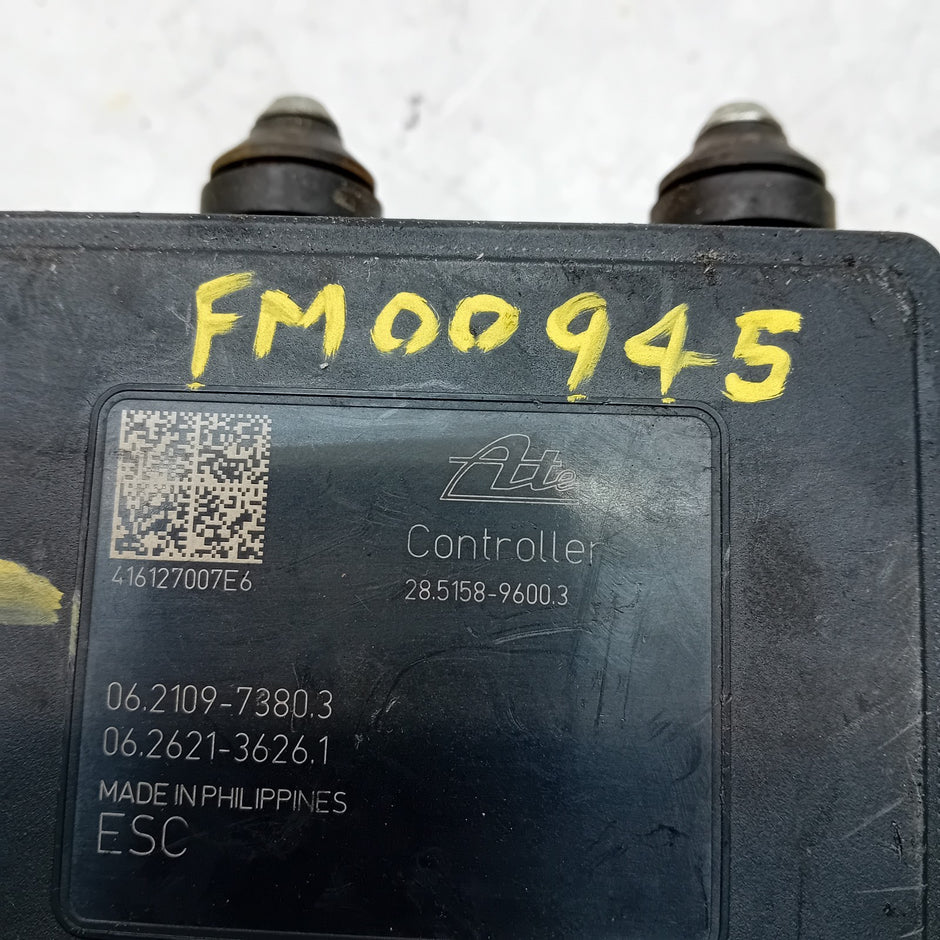 FM00945
Ate
416127007E6
Controller
28.5158-9600.3
06.2109-7380.3
06.2621-3626.1
MADE IN PHILIPPINES
ESC